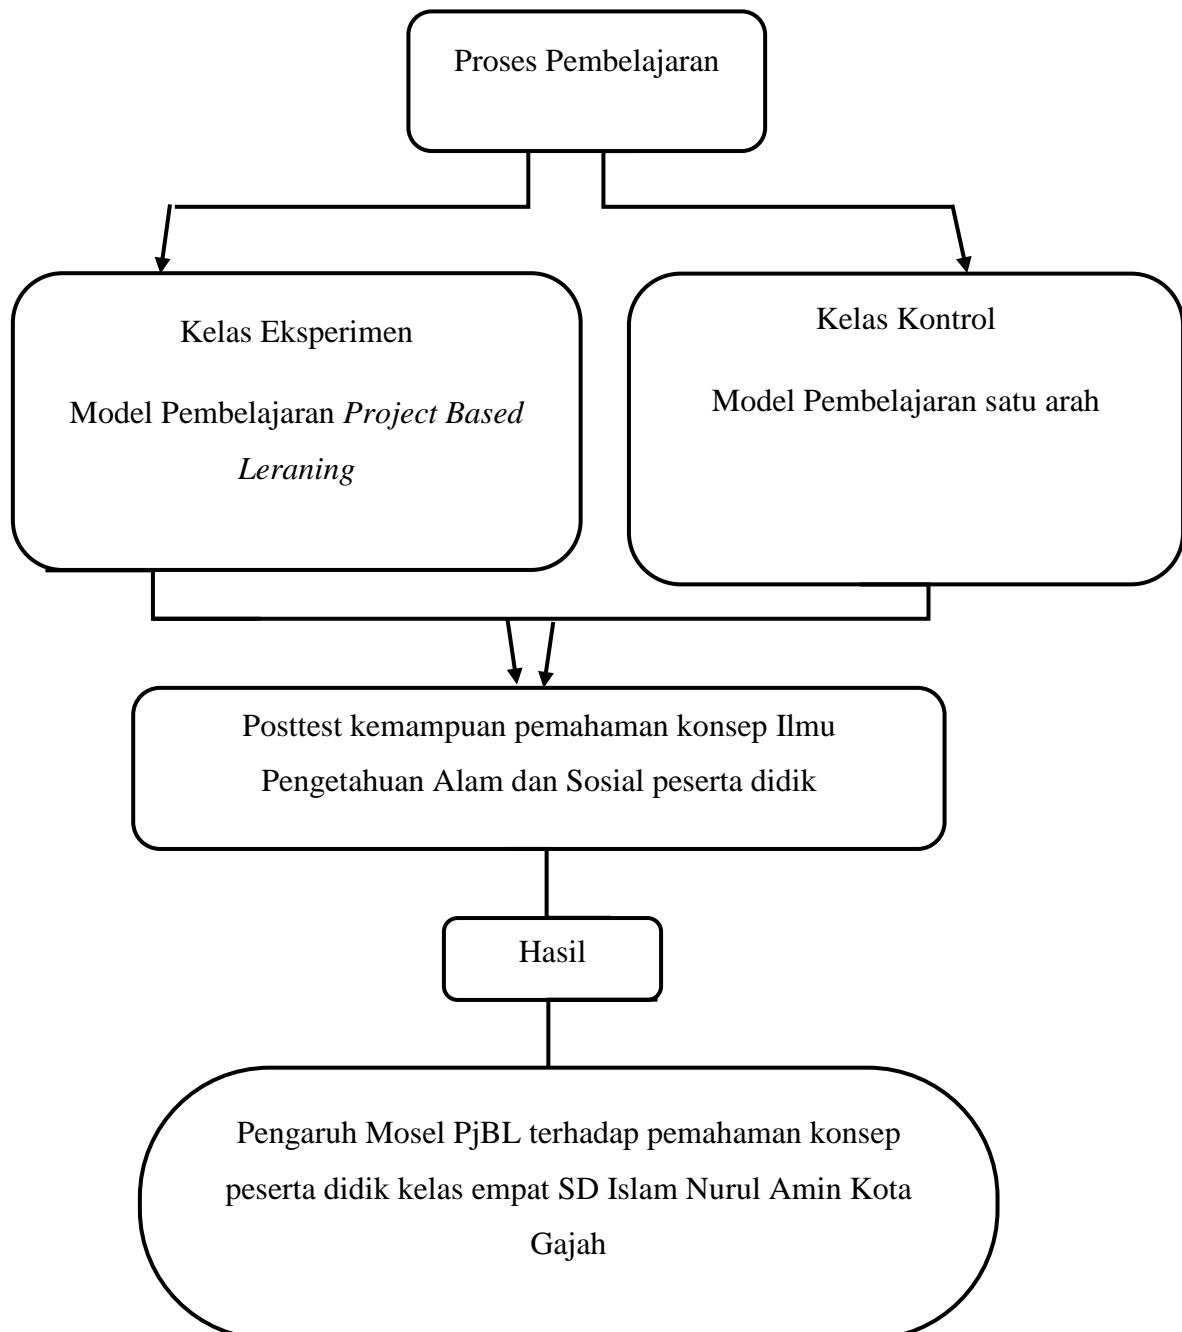 Proses Pembelajaran
Kelas Eksperimen
Model Pembelajaran Project Based
Leraning
Kelas Kontrol
Model Pembelajaran satu arah
Posttest kemampuan pemahaman konsep Ilmu
Pengetahuan Alam dan Sosial peserta didik
Hasil
Pengaruh Mosel PjBL terhadap pemahaman konsep
peserta didik kelas empat SD Islam Nurul Amin Kota
Gajah